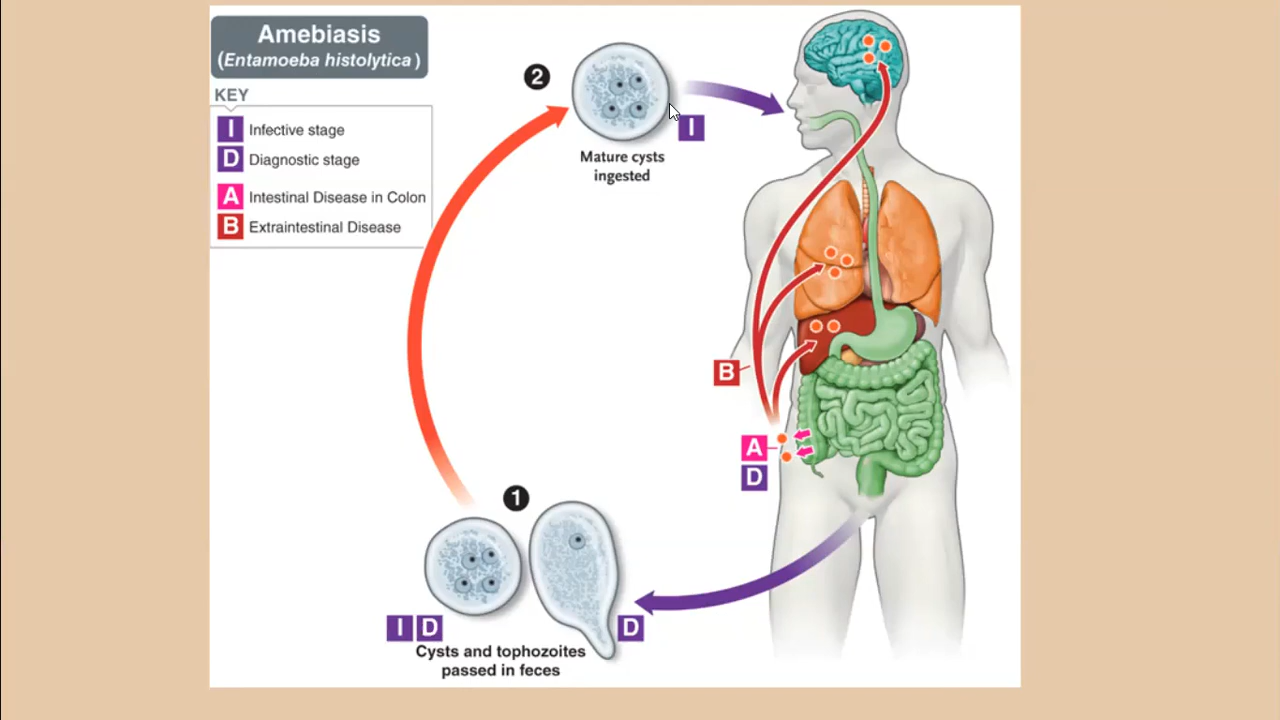 Amebiasis
(Entamoeba histolytica)
KEY
I Infective stage
D Diagnostic stage
A Intestinal Disease in Colon
B Extraintestinal Disease
2
I
Mature cysts
ingested
B
A
D
1
I D
D
Cysts and tophozoites
passed in feces